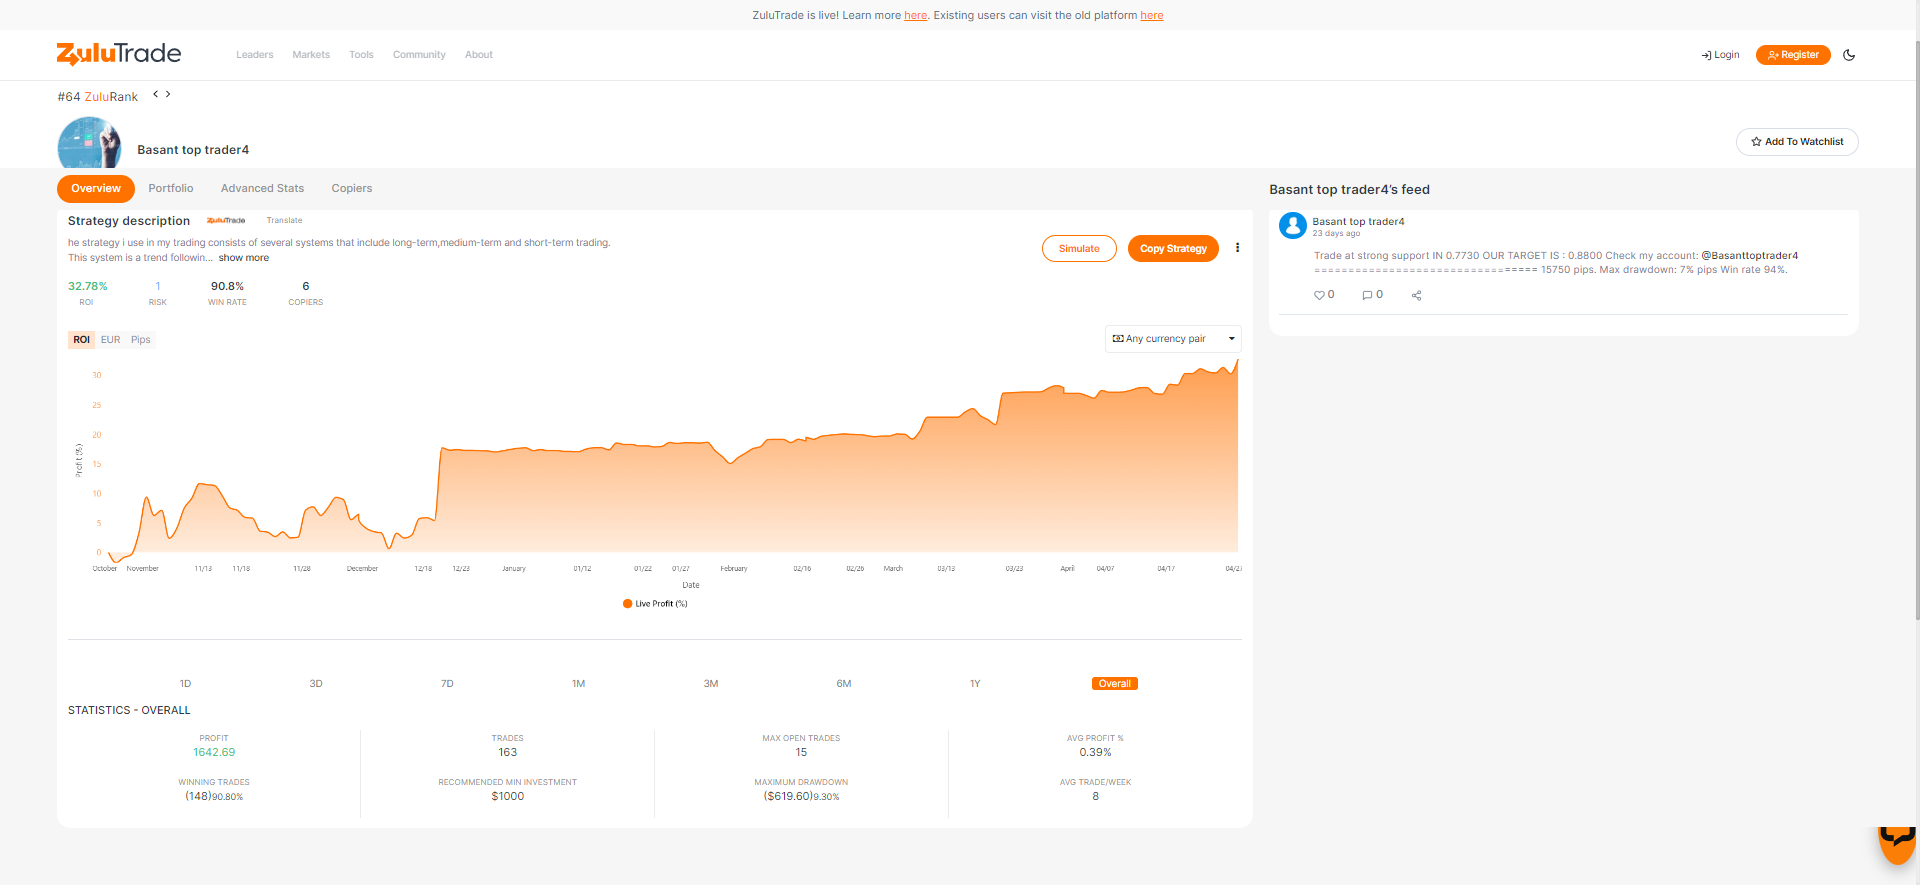 ZuluTrade is live! Learn more here. Existing users can visit the old platform here
ZuluTrade
Leaders Markets Tools Community About
Login Register
#64 ZuluRank
Basant top trader4
Add To Watchlist
Overview Portfolio Advanced Stats Copiers
Strategy description ZuluTrade Translate
he strategy i use in my trading consists of several systems that include long-term,medium-term and short-term trading.
This system is a trend followin... show more
Simulate Copy Strategy
32.78% 1 90.8% 6
ROI RISK WIN RATE COPIERS
ROI EUR Pips
Any currency pair
30
25
20
15
10
5
0
Profit (%)
October November 11/13 11/18 11/28 December 12/18 12/23 January 01/12 01/22 01/27 February 02/16 02/26 March 03/13 03/23 April 04/07 04/17 04/27
Date
Live Profit (%)
1D 3D 7D 1M 3M 6M 1Y Overall
STATISTICS - OVERALL
PROFIT TRADES MAX OPEN TRADES AVG PROFIT %
1642.69 163 15 0.39%
WINNING TRADES RECOMMENDED MIN INVESTMENT MAXIMUM DRAWDOWN AVG TRADE/WEEK
(148)90.80% $1000 ($619.60)9.30% 8
Basant top trader4's feed
Basant top trader4
23 days ago
Trade at strong support IN 0.7730 OUR TARGET IS : 0.8800 Check my account: @Basanttoptrader4
================================= 15750 pips. Max drawdown: 7% pips Win rate 94%.
0 0